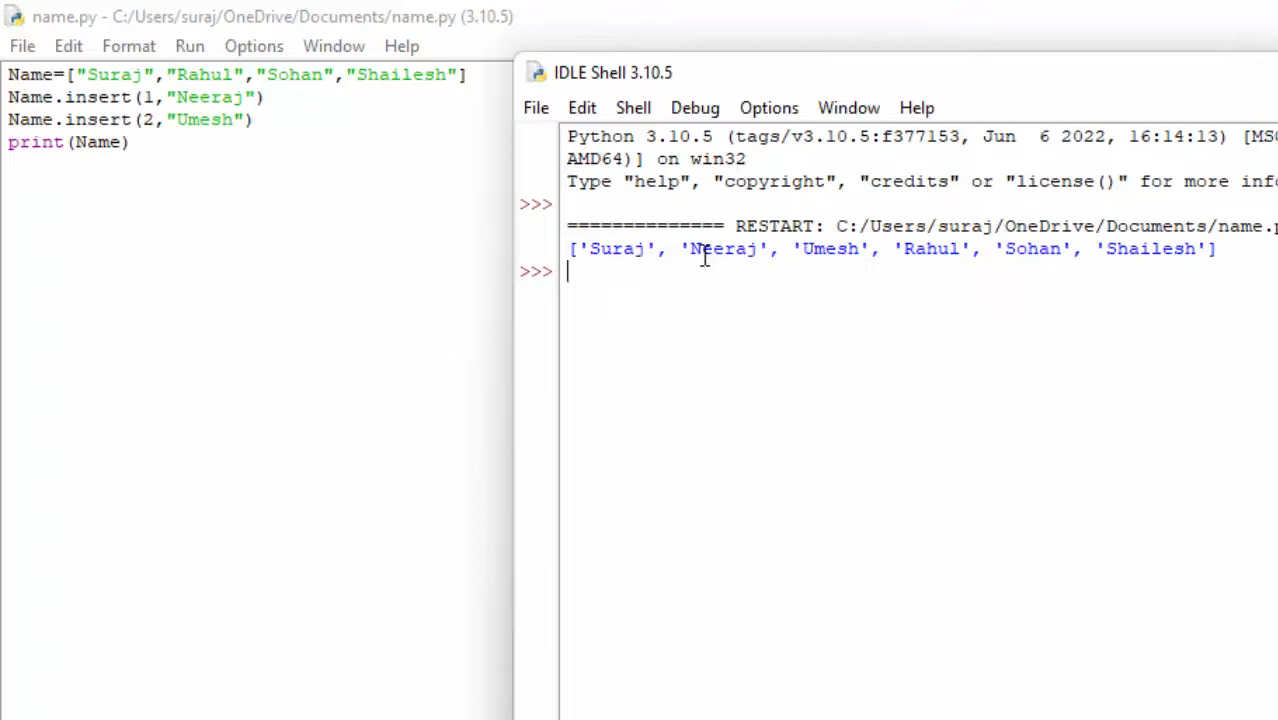 name.py - C:/Users/suraj/OneDrive/Documents/name.py (3.10.5)
File Edit Format Run Options Window Help
Name=["Suraj","Rahul","Sohan","Shailesh"]
Name.insert(1,"Neeraj")
Name.insert(2,"Umesh")
print(Name)
IDLE Shell 3.10.5
File Edit Shell Debug Options Window Help
Python 3.10.5 (tags/v3.10.5:f377153, Jun  6 2022, 16:14:13) [MSC
AMD64)] on win32
Type "help", "copyright", "credits" or "license()" for more info
>>>
============== RESTART: C:/Users/suraj/OneDrive/Documents/name.p
['Suraj', 'Neeraj', 'Umesh', 'Rahul', 'Sohan', 'Shailesh']
>>>